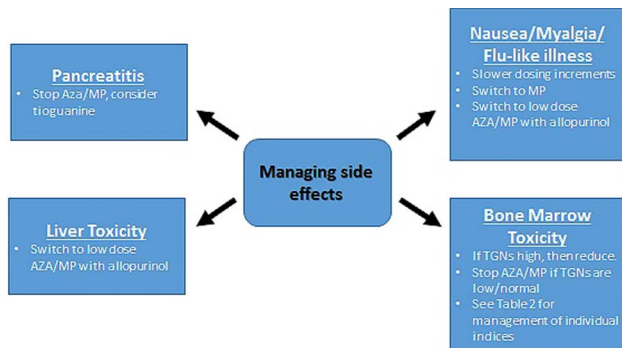 Pancreatitis
• Stop Aza/MP, consider
tioguanine
Nausea/Myalgia/
Flu-like illness
• Slower dosing increments
• Switch to MP
• Switch to low dose
AZA/MP with allopurinol
Managing side
effects
Liver Toxicity
• Switch to low dose
AZA/MP with allopurinol
Bone Marrow
Toxicity
• If TGNs high, then reduce.
• Stop AZA/MP if TGNs are
low/normal
• See Table 2 for
management of individual
indices